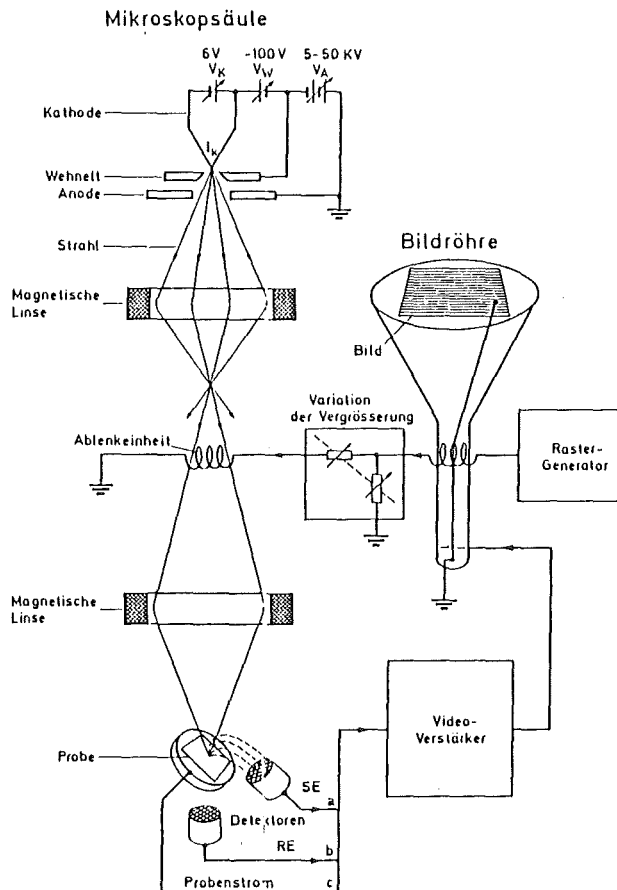 Mikroskopsäule
6V
-100V
5-50 KV
V_K
V_W
V_A
Kathode
I_K
Wehnelt
Anode
Strahl
Bildröhre
Magnetische
Linse
Bild
Variation
der Vergrösserung
Ablenkeinheit
Raster-
Generator
Magnetische
Linse
Video-
Verstärker
Probe
SE
a
Detektoren
RE
b
Probenstrom
c